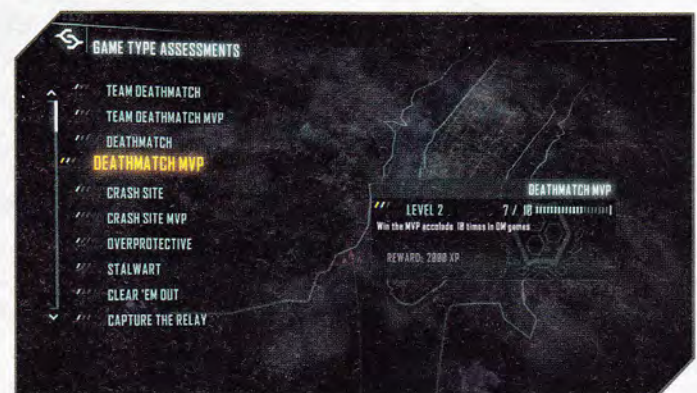 GAME TYPE ASSESSMENTS
TEAM DEATHMATCH
TEAM DEATHMATCH MVP
DEATHMATCH
DEATHMATCH MVP
CRASH SITE
CRASH SITE MVP
OVERPROTECTIVE
STALWART
CLEAR 'EM OUT
CAPTURE THE RELAY
DEATHMATCH MVP
LEVEL 2 7 / 10
Win the MVP accolade 10 times in DM games
REWARD: 2000 XP